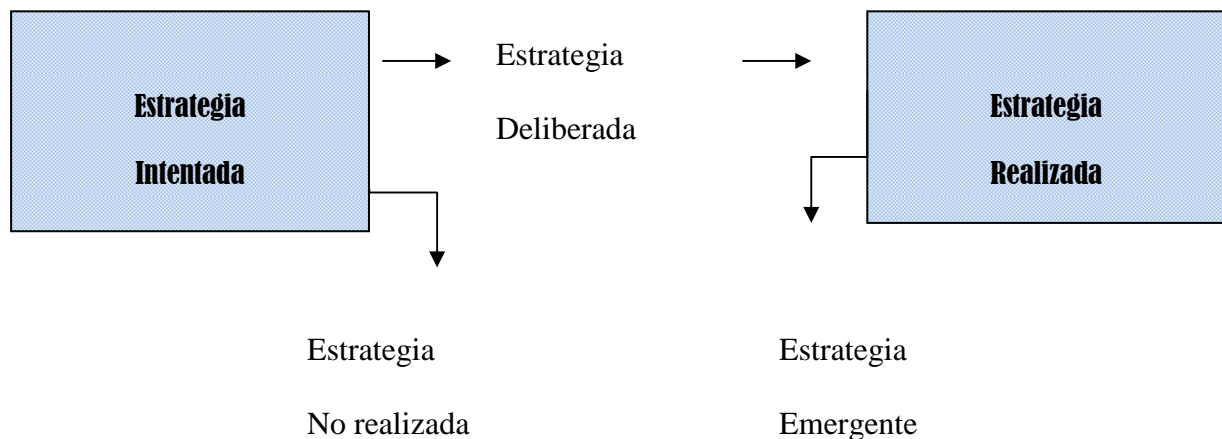 Estrategia
Intentada
Estrategia
Deliberada
Estrategia
Realizada
Estrategia
No realizada
Estrategia
Emergente